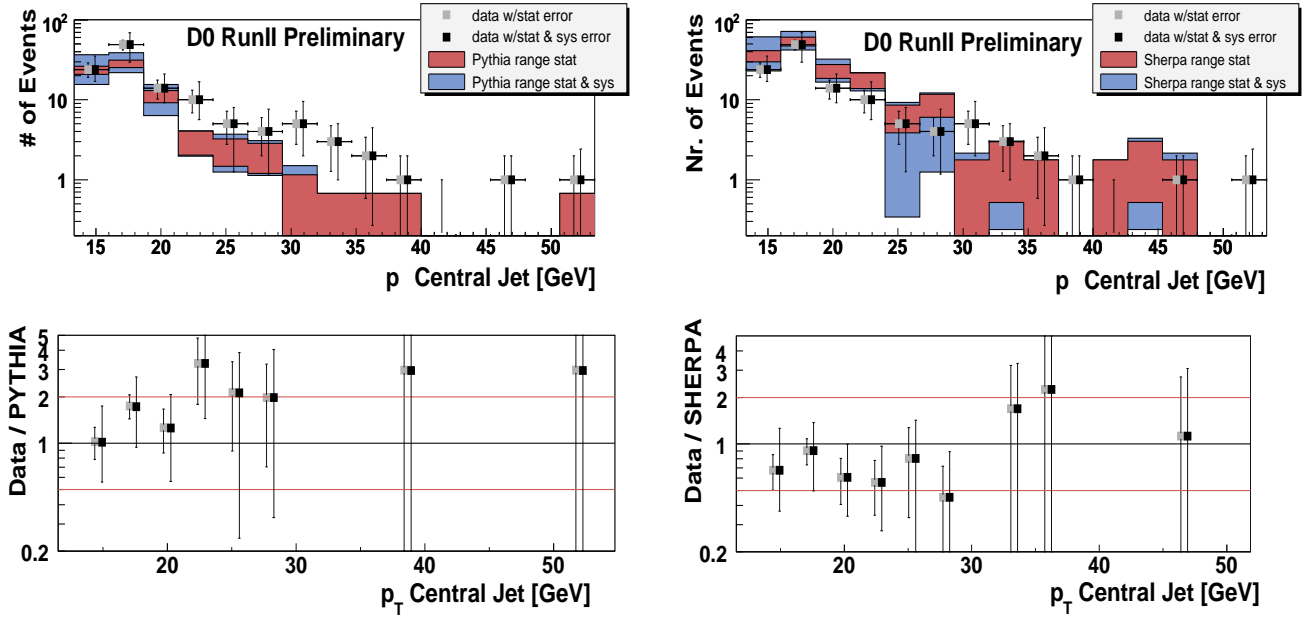 # of Events
10²
10
1
D0 RunII Preliminary
data w/stat error
data w/stat & sys error
Pythia range stat
Pythia range stat & sys
15 20 25 30 35 40 45 50
p Central Jet [GeV]
Nr. of Events
10²
10
1
D0 RunII Preliminary
data w/stat error
data w/stat & sys error
Sherpa range stat
Sherpa range stat & sys
15 20 25 30 35 40 45 50
p Central Jet [GeV]
Data / PYTHIA
5
4
3
2
1
0.2
20 30 40 50
p_T Central Jet [GeV]
Data / SHERPA
4
3
2
1
0.2
20 30 40 50
p_T Central Jet [GeV]